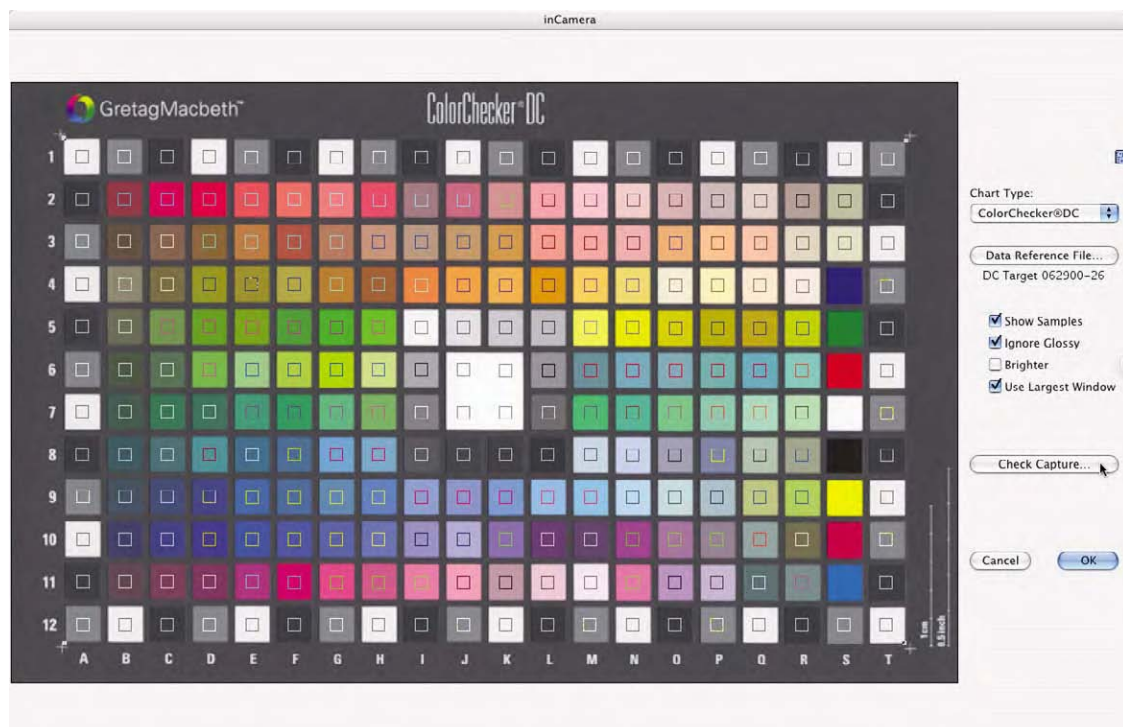 inCamera
GretagMacbeth™
ColorChecker®DC
1
2
3
4
5
6
7
8
9
10
11
12
A B C D E F G H I J K L M N O P Q R S T
1cm
0.5inch
Chart Type:
ColorChecker®DC
Data Reference File...
DC Target 062900-26
Show Samples
Ignore Glossy
Brighter
Use Largest Window
Check Capture...
Cancel OK